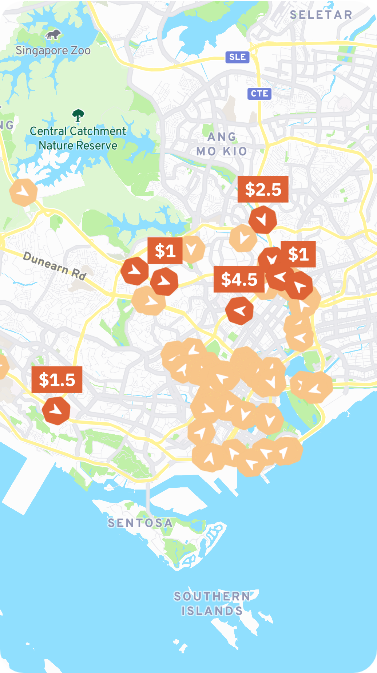 SELETAR
Singapore Zoo
SLE
CTE
NG
Central Catchment
Nature Reserve
ANG
MO KIO
$2.5
$1
$1
Dunearn Rd
$4.5
$1.5
SENTOSA
SOUTHERN
ISLANDS